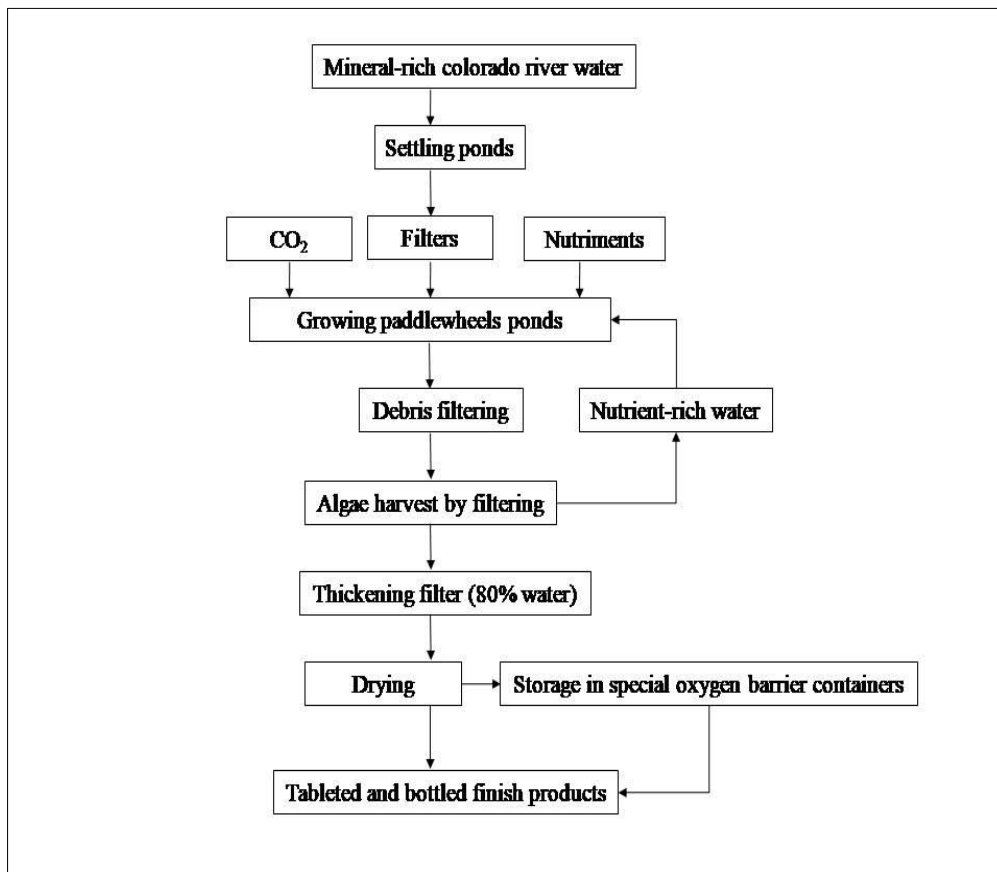 Mineral-rich colorado river water
Settling ponds
CO₂
Filters
Nutriments
Growing paddlewheels ponds
Debris filtering
Nutrient-rich water
Algae harvest by filtering
Thickening filter (80% water)
Drying
Storage in special oxygen barrier containers
Tableted and bottled finish products